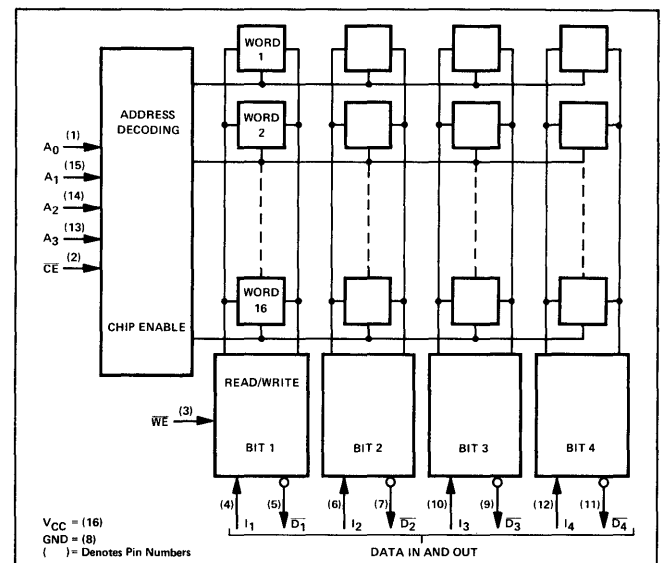 WORD
1
ADDRESS
DECODING
A0 (1)
WORD
2
A1 (15)
A2 (14)
A3 (13)
CE (2)
WORD
16
CHIP ENABLE
READ/WRITE
WE (3)
BIT 1
BIT 2
BIT 3
BIT 4
(4) (5) (6) (7) (10) (9) (12) (11)
I1 D1 I2 D2 I3 D3 I4 D4
VCC = (16)
GND = (8)
( ) = Denotes Pin Numbers
DATA IN AND OUT